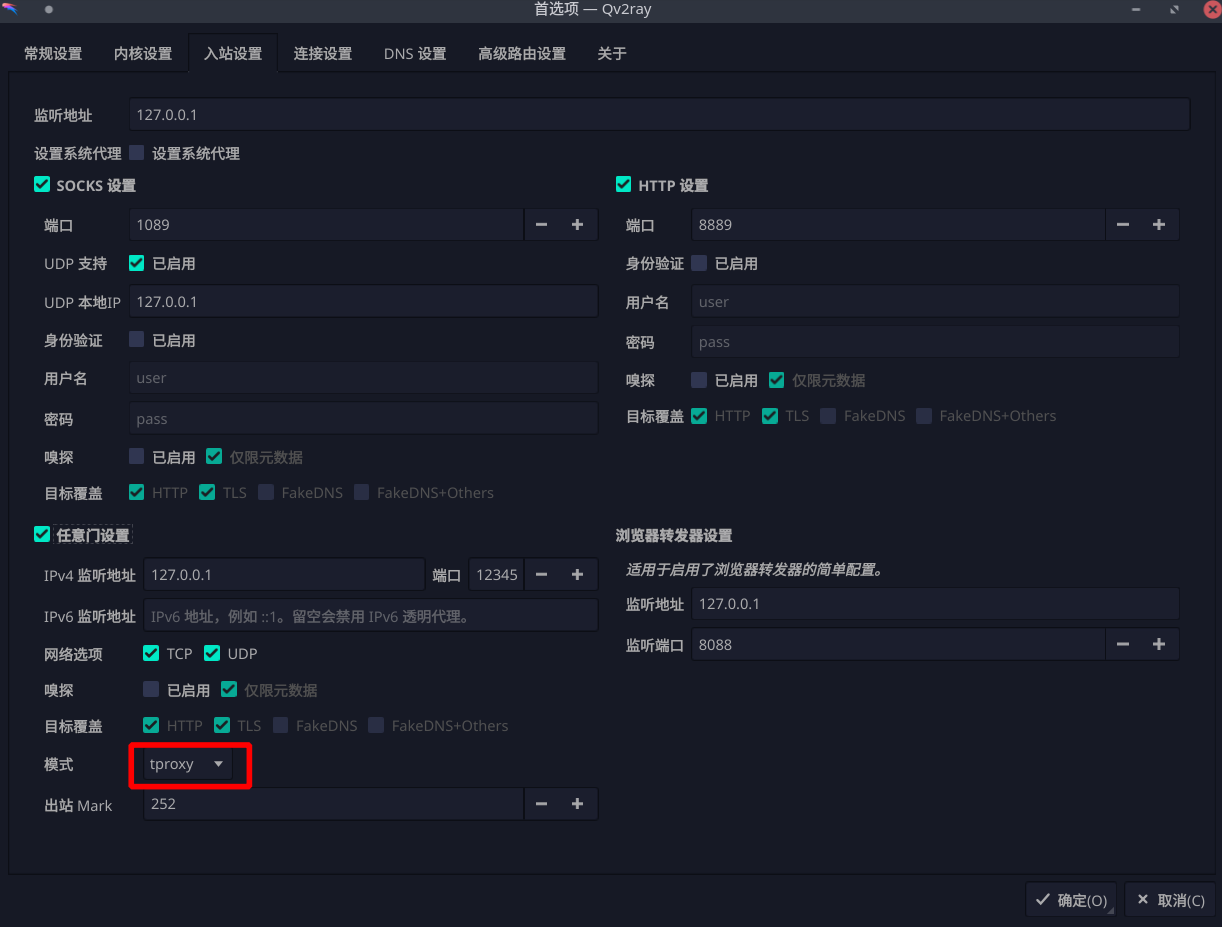 首选项 — Qv2ray
常规设置 内核设置 入站设置 连接设置 DNS 设置 高级路由设置 关于
监听地址 127.0.0.1
设置系统代理 设置系统代理
SOCKS 设置
端口 1089
UDP 支持 已启用
UDP 本地IP 127.0.0.1
身份验证 已启用
用户名 user
密码 pass
嗅探 已启用 仅限元数据
目标覆盖 HTTP TLS FakeDNS FakeDNS+Others
HTTP 设置
端口 8889
身份验证 已启用
用户名 user
密码 pass
嗅探 已启用 仅限元数据
目标覆盖 HTTP TLS FakeDNS FakeDNS+Others
任意门设置
IPv4 监听地址 127.0.0.1 端口 12345
IPv6 监听地址 IPv6 地址，例如 ::1。留空会禁用 IPv6 透明代理。
网络选项 TCP UDP
嗅探 已启用 仅限元数据
目标覆盖 HTTP TLS FakeDNS FakeDNS+Others
模式 tproxy
出站 Mark 252
浏览器转发器设置
适用于启用了浏览器转发器的简单配置。
监听地址 127.0.0.1
监听端口 8088
确定(O) 取消(C)